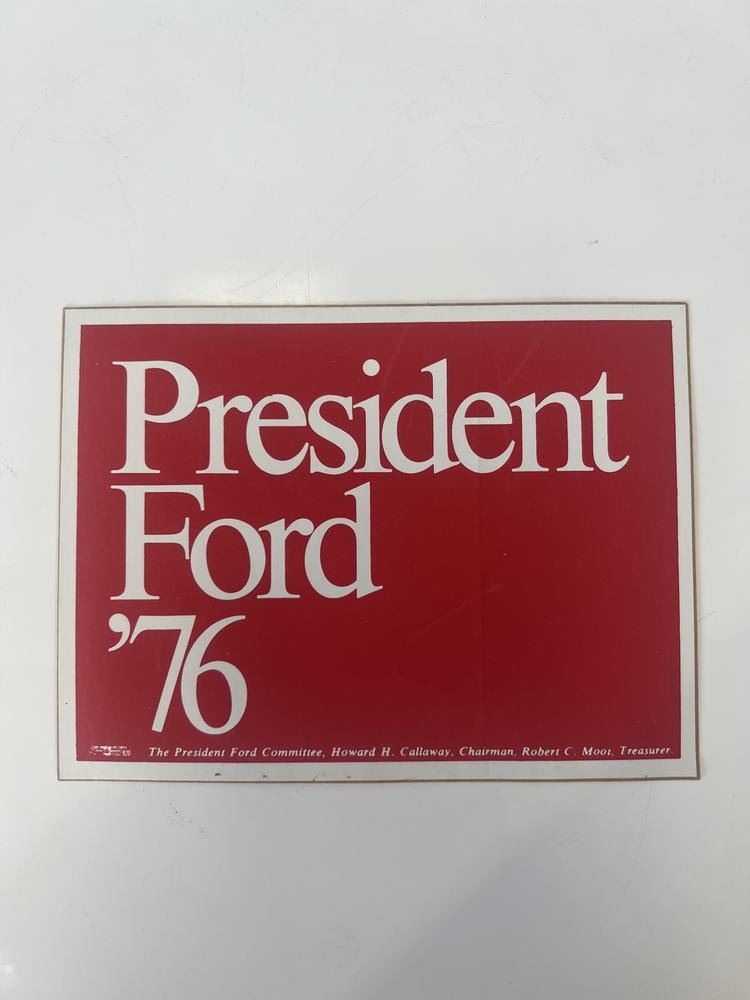 President
Ford
'76
The President Ford Committee, Howard H. Callaway, Chairman, Robert C. Moot, Treasurer.